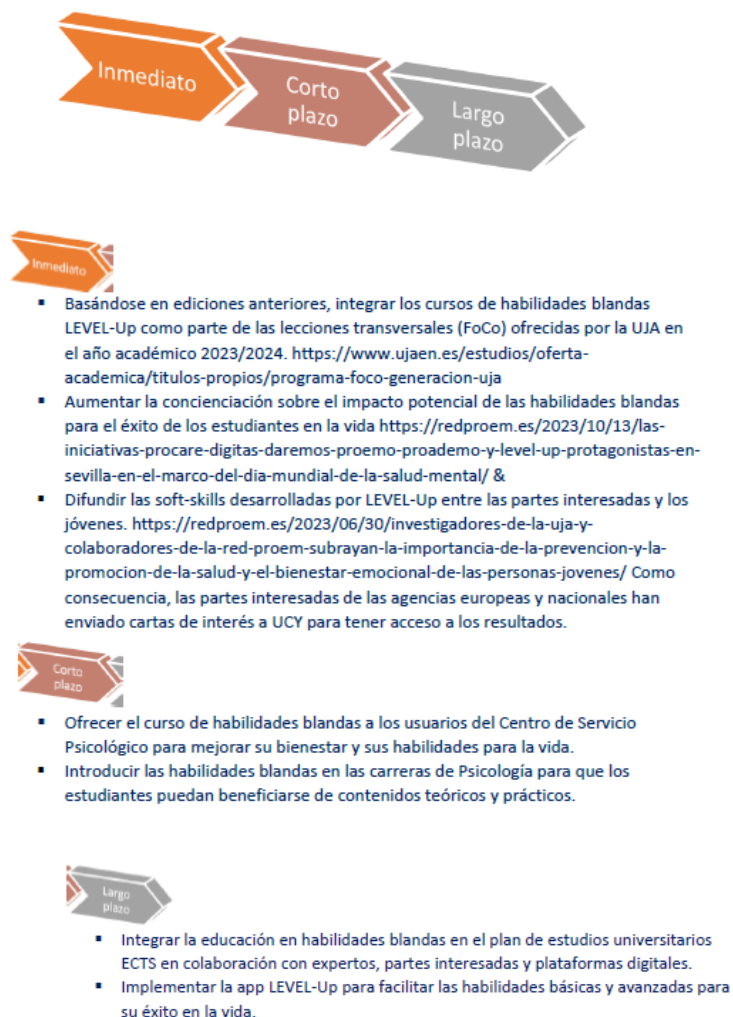 Inmediato
Corto
plazo
Largo
plazo
Inmediato
▪ Basándose en ediciones anteriores, integrar los cursos de habilidades blandas
LEVEL-Up como parte de las lecciones transversales (FoCo) ofrecidas por la UJA en
el año académico 2023/2024. https://www.ujaen.es/estudios/oferta-
academica/titulos-propios/programa-foco-generacion-uja
▪ Aumentar la concienciación sobre el impacto potencial de las habilidades blandas
para el éxito de los estudiantes en la vida https://redproem.es/2023/10/13/las-
iniciativas-procare-digitas-daremos-proemo-proademo-y-level-up-protagonistas-en-
sevilla-en-el-marco-del-dia-mundial-de-la-salud-mental/ &
▪ Difundir las soft-skills desarrolladas por LEVEL-Up entre las partes interesadas y los
jóvenes. https://redproem.es/2023/06/30/investigadores-de-la-uja-y-
colaboradores-de-la-red-proem-subrayan-la-importancia-de-la-prevencion-y-la-
promocion-de-la-salud-y-el-bienestar-emocional-de-las-personas-jovenes/ Como
consecuencia, las partes interesadas de las agencias europeas y nacionales han
enviado cartas de interés a UCY para tener acceso a los resultados.
Corto
plazo
▪ Ofrecer el curso de habilidades blandas a los usuarios del Centro de Servicio
Psicológico para mejorar su bienestar y sus habilidades para la vida.
▪ Introducir las habilidades blandas en las carreras de Psicología para que los
estudiantes puedan beneficiarse de contenidos teóricos y prácticos.
Largo
plazo
▪ Integrar la educación en habilidades blandas en el plan de estudios universitarios
ECTS en colaboración con expertos, partes interesadas y plataformas digitales.
▪ Implementar la app LEVEL-Up para facilitar las habilidades básicas y avanzadas para
su éxito en la vida.